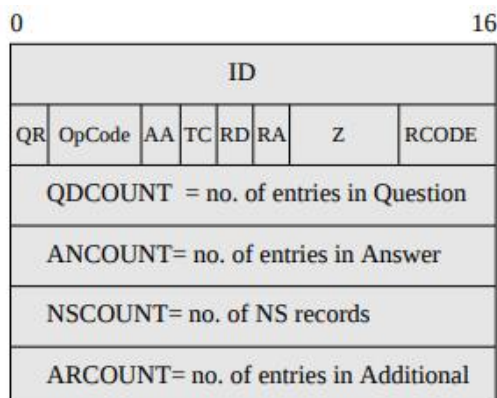 0 16
ID
QR OpCode AA TC RD RA Z RCODE
QDCOUNT = no. of entries in Question
ANCOUNT= no. of entries in Answer
NSCOUNT= no. of NS records
ARCOUNT= no. of entries in Additional